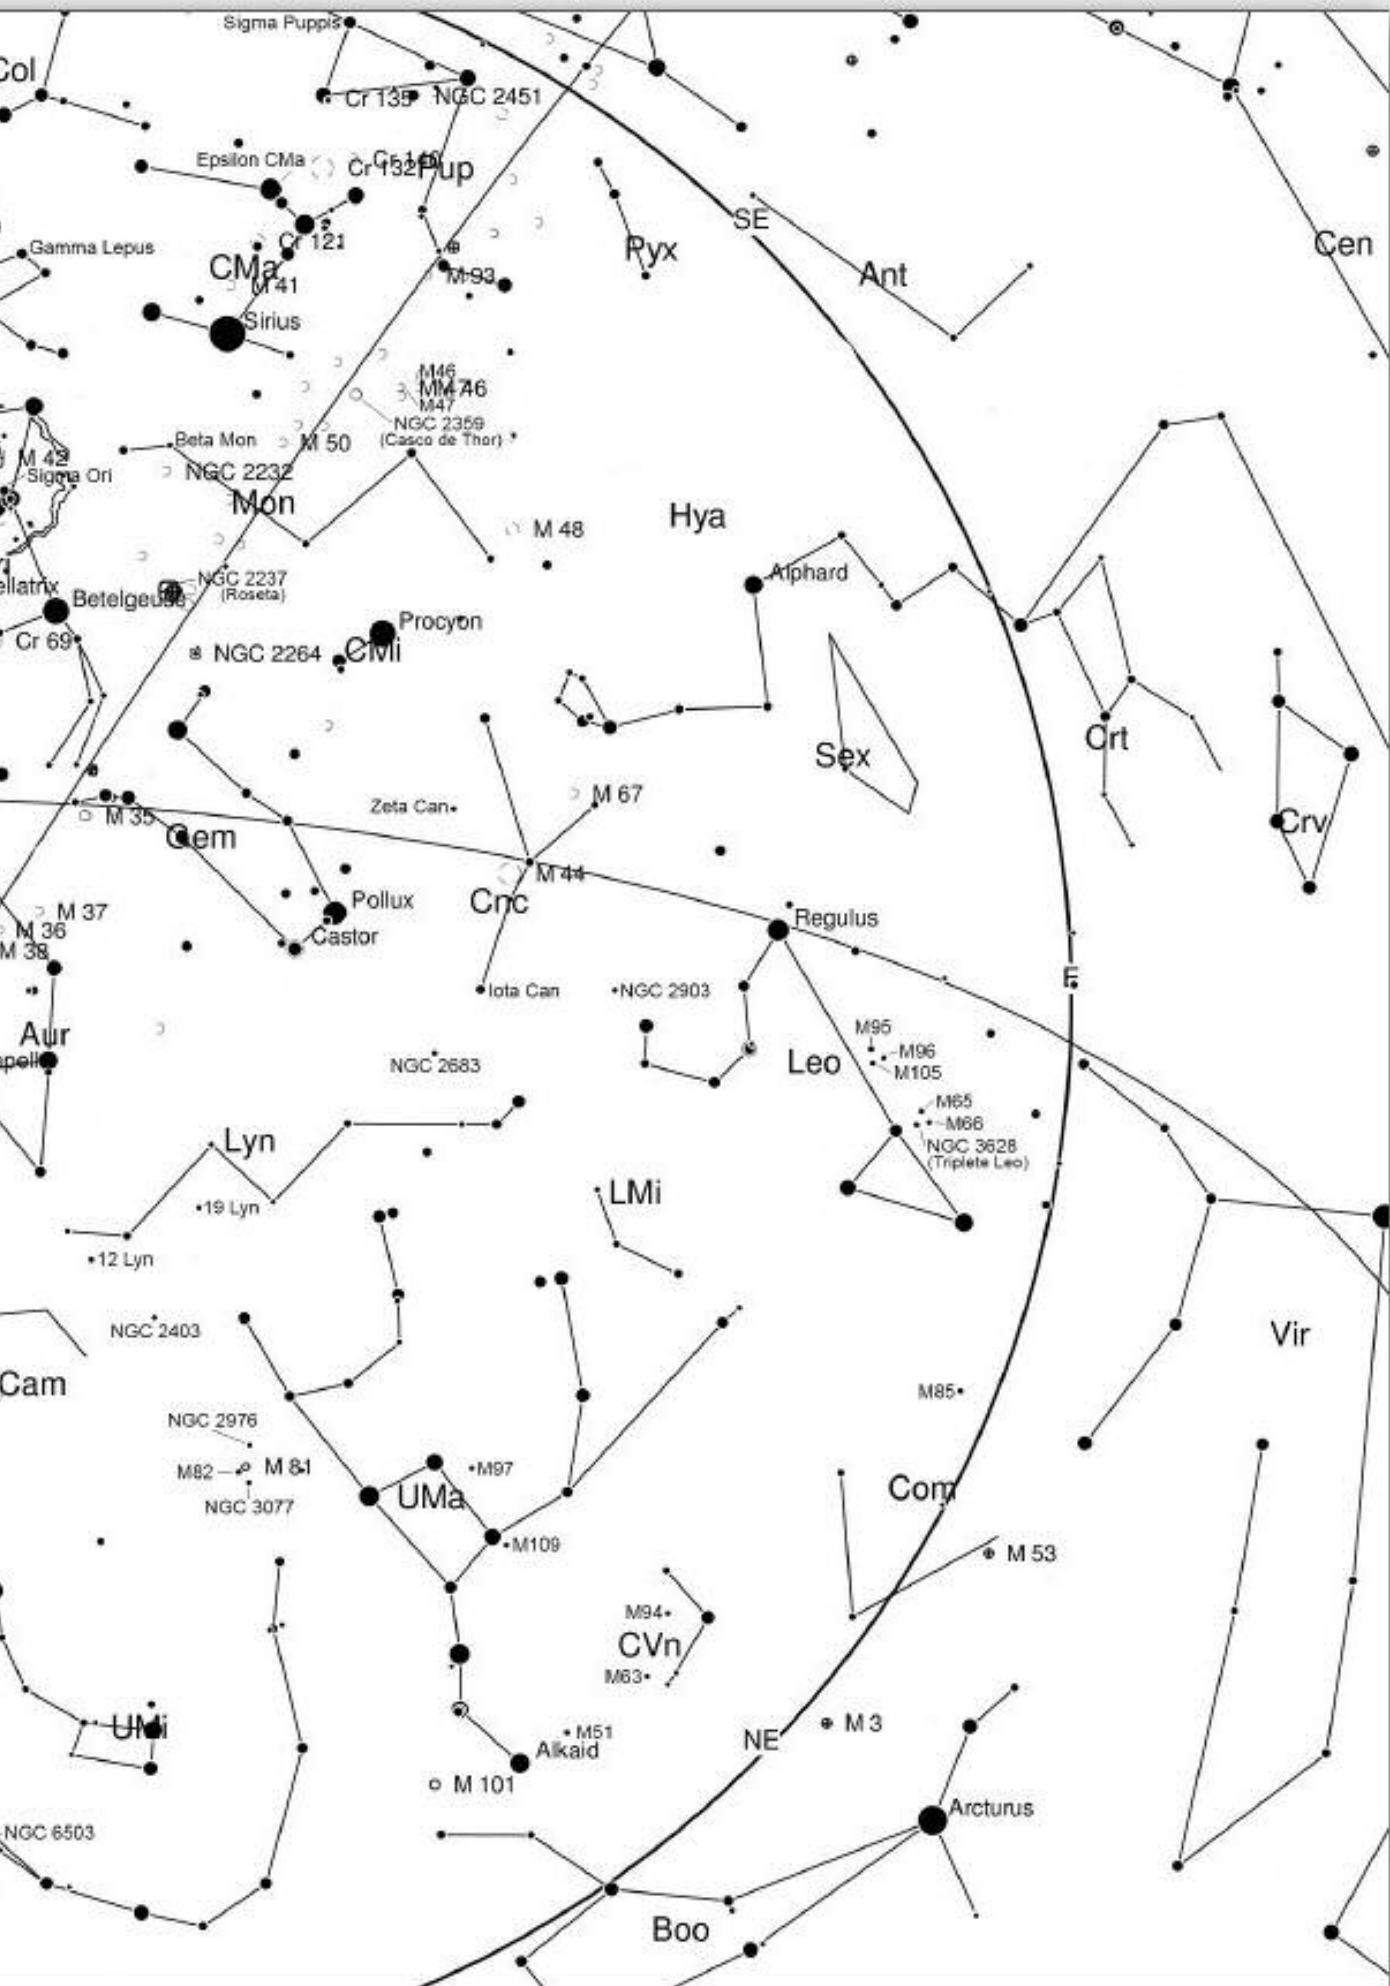 Sigma Puppis
Col
Cr 135
NGC 2451
Epsilon CMa
Cr 140
Cr 132
Pup
SE
Gamma Lepus
Cr 121
Pyx
Cen
CMa
M 41
M 93
Ant
Sirius
M46
M 46
M47
NGC 2359
(Casco de Thor)
Beta Mon
M 50
M 42
Sigma Ori
NGC 2232
Mon
Hya
M 48
Alphard
NGC 2237
(Roseta)
Betelgeuse
Procyon
Cr 69
NGC 2264
CMi
Crt
Sex
Zeta Can
M 67
M 35
Gem
Crv
M 44
Pollux
Cnc
M 37
Regulus
M 36
Castor
M 38
E
Iota Can
NGC 2903
Aur
M95
M96
NGC 2683
Leo
M105
M65
M66
Lyn
NGC 3628
(Triplete Leo)
LMi
19 Lyn
12 Lyn
NGC 2403
Vir
Cam
M85
NGC 2976
M82
M 81
M97
Com
UMa
NGC 3077
M109
M 53
M94
CVn
M63
UMi
M51
NE
M 3
Alkaid
M 101
Arcturus
NGC 6503
Boo